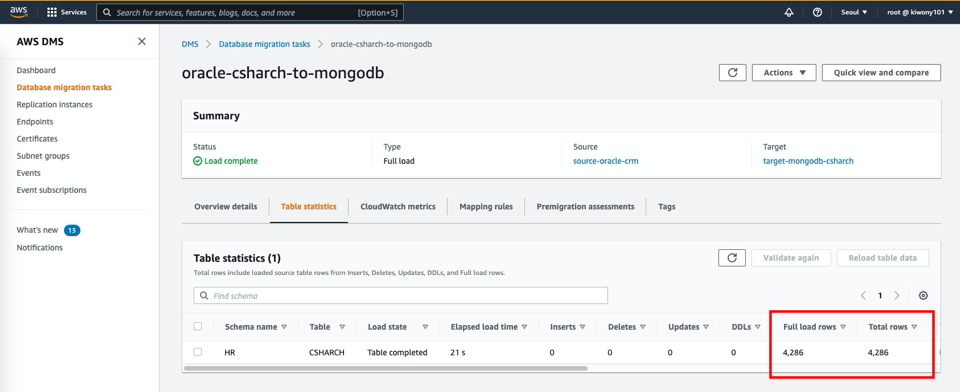 aws Services Search for services, features, blogs, docs, and more [Option+S] Seoul ▼ root @ kiwony101 ▼
AWS DMS
Dashboard
Database migration tasks
Replication instances
Endpoints
Certificates
Subnet groups
Events
Event subscriptions
What's new 13
Notifications
DMS > Database migration tasks > oracle-csharch-to-mongodb
oracle-csharch-to-mongodb
Actions ▼ Quick view and compare
Summary
Status Type Source Target
Load complete Full load source-oracle-crm target-mongodb-csharch
Overview details Table statistics CloudWatch metrics Mapping rules Premigration assessments Tags
Table statistics (1) Validate again Reload table data
Total rows include loaded source table rows from Inserts, Deletes, Updates, DDLs, and Full load rows.
Find schema
1
Schema name Table Load state Elapsed load time Inserts Deletes Updates DDLs Full load rows Total rows
HR CSHARCH Table completed 21 s 0 0 0 0 4,286 4,286